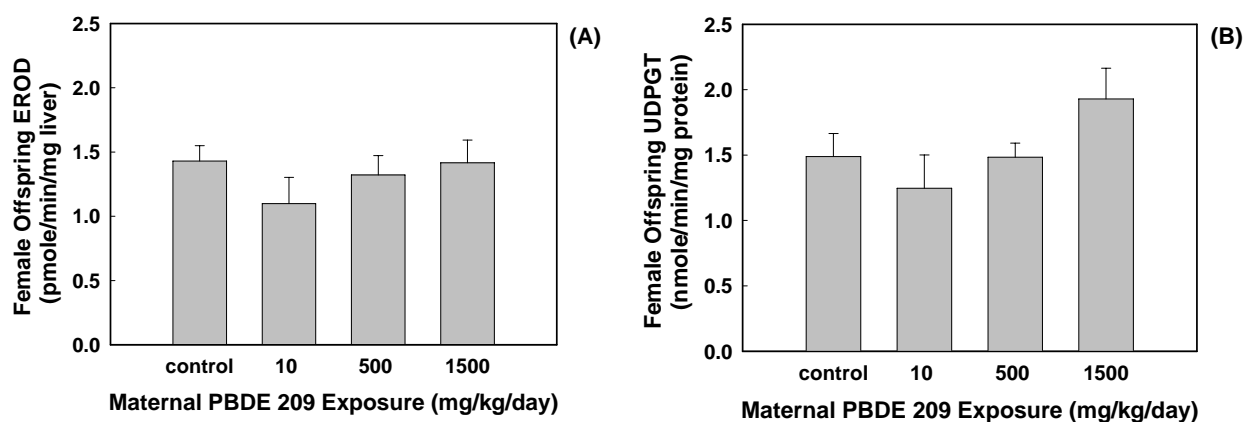 (A)
Female Offspring EROD
(pmole/min/mg liver)
2.5
2.0
1.5
1.0
0.5
0.0
control 10 500 1500
Maternal PBDE 209 Exposure (mg/kg/day)
(B)
Female Offspring UDPGT
(nmole/min/mg protein)
2.5
2.0
1.5
1.0
0.5
0.0
control 10 500 1500
Maternal PBDE 209 Exposure (mg/kg/day)